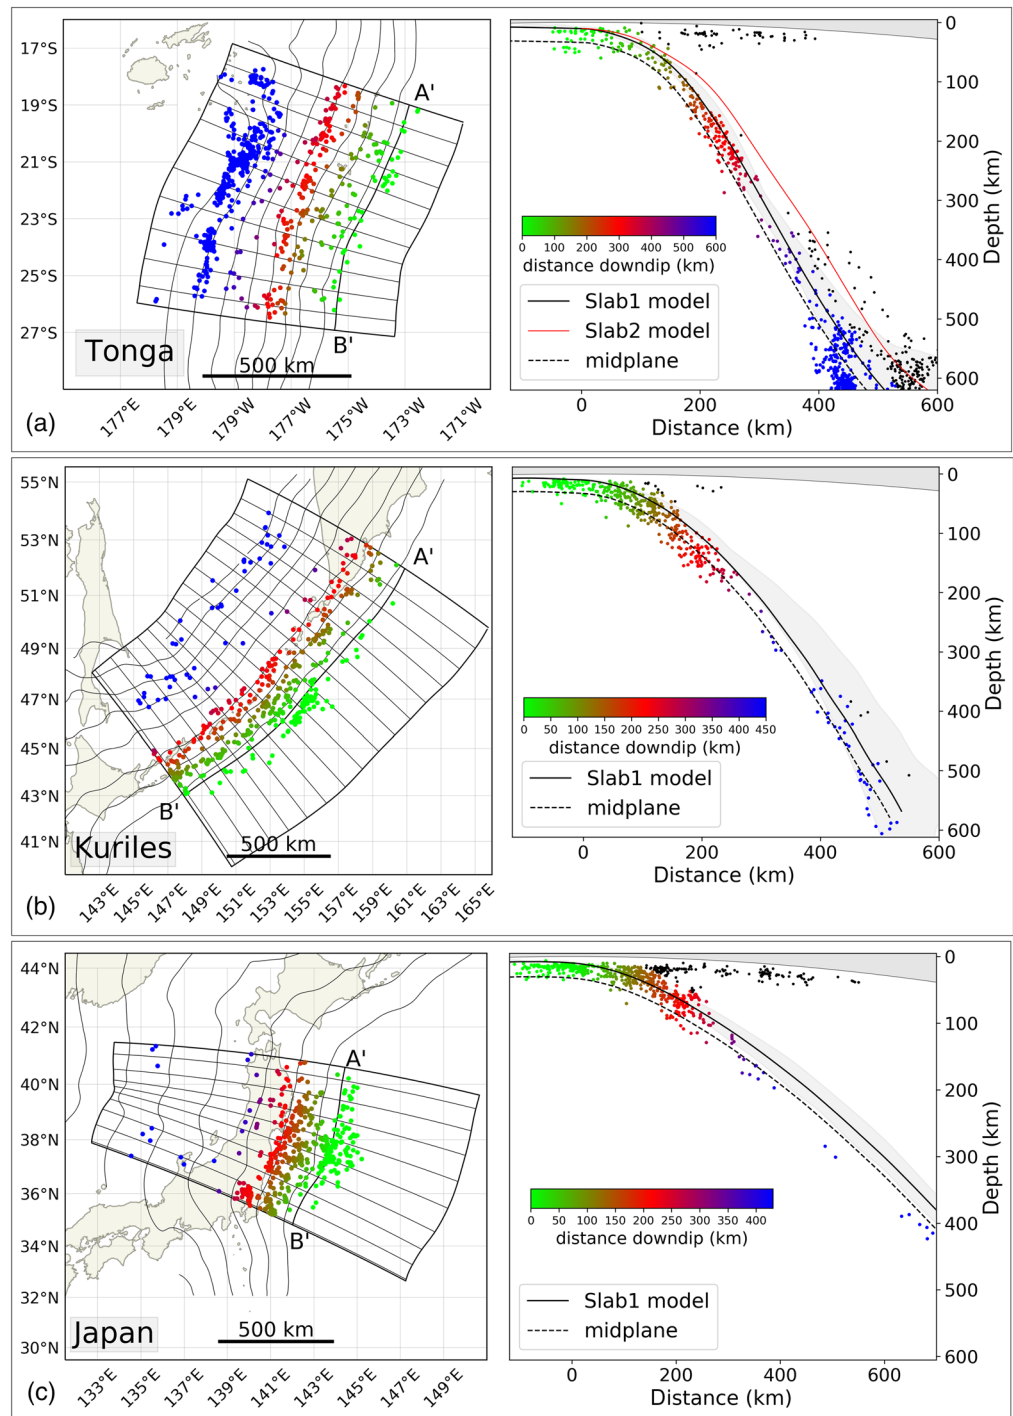 17°S
19°S
21°S
23°S
25°S
27°S
A'
B'
Tonga
500 km
(a)
177°E
179°E
179°W
177°W
175°W
173°W
171°W
0
100
200
300
400
500
600
Depth (km)
0 100 200 300 400 500 600
distance downdip (km)
Slab1 model
Slab2 model
midplane
0 200 400 600
Distance (km)
55°N
53°N
51°N
49°N
47°N
45°N
43°N
41°N
A'
B'
Kuriles
500 km
(b)
143°E
145°E
147°E
149°E
151°E
153°E
155°E
157°E
159°E
161°E
163°E
165°E
0
100
200
300
400
500
600
Depth (km)
0 50 100 150 200 250 300 350 400 450
distance downdip (km)
Slab1 model
midplane
0 200 400 600
Distance (km)
44°N
42°N
40°N
38°N
36°N
34°N
32°N
30°N
A'
B'
Japan
500 km
(c)
133°E
135°E
137°E
139°E
141°E
143°E
145°E
147°E
149°E
0
100
200
300
400
500
600
Depth (km)
0 50 100 150 200 250 300 350 400
distance downdip (km)
Slab1 model
midplane
0 200 400 600
Distance (km)